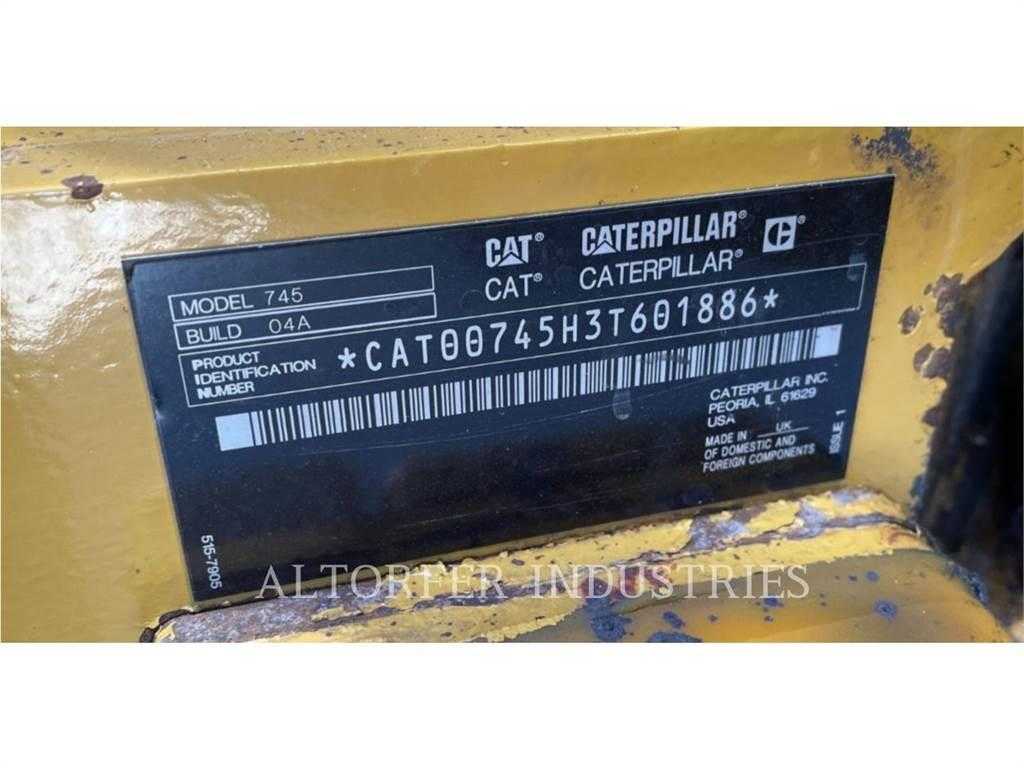 CAT® CATERPILLAR®
CAT® CATERPILLAR®
MODEL 745
BUILD 04A
PRODUCT
IDENTIFICATION
NUMBER
*CAT00745H3T601886*
CATERPILLAR INC.
PEORIA, IL 61629
USA
MADE IN UK
OF DOMESTIC AND
FOREIGN COMPONENTS
ISSUE 1
515-7905
ALTORFER INDUSTRIES